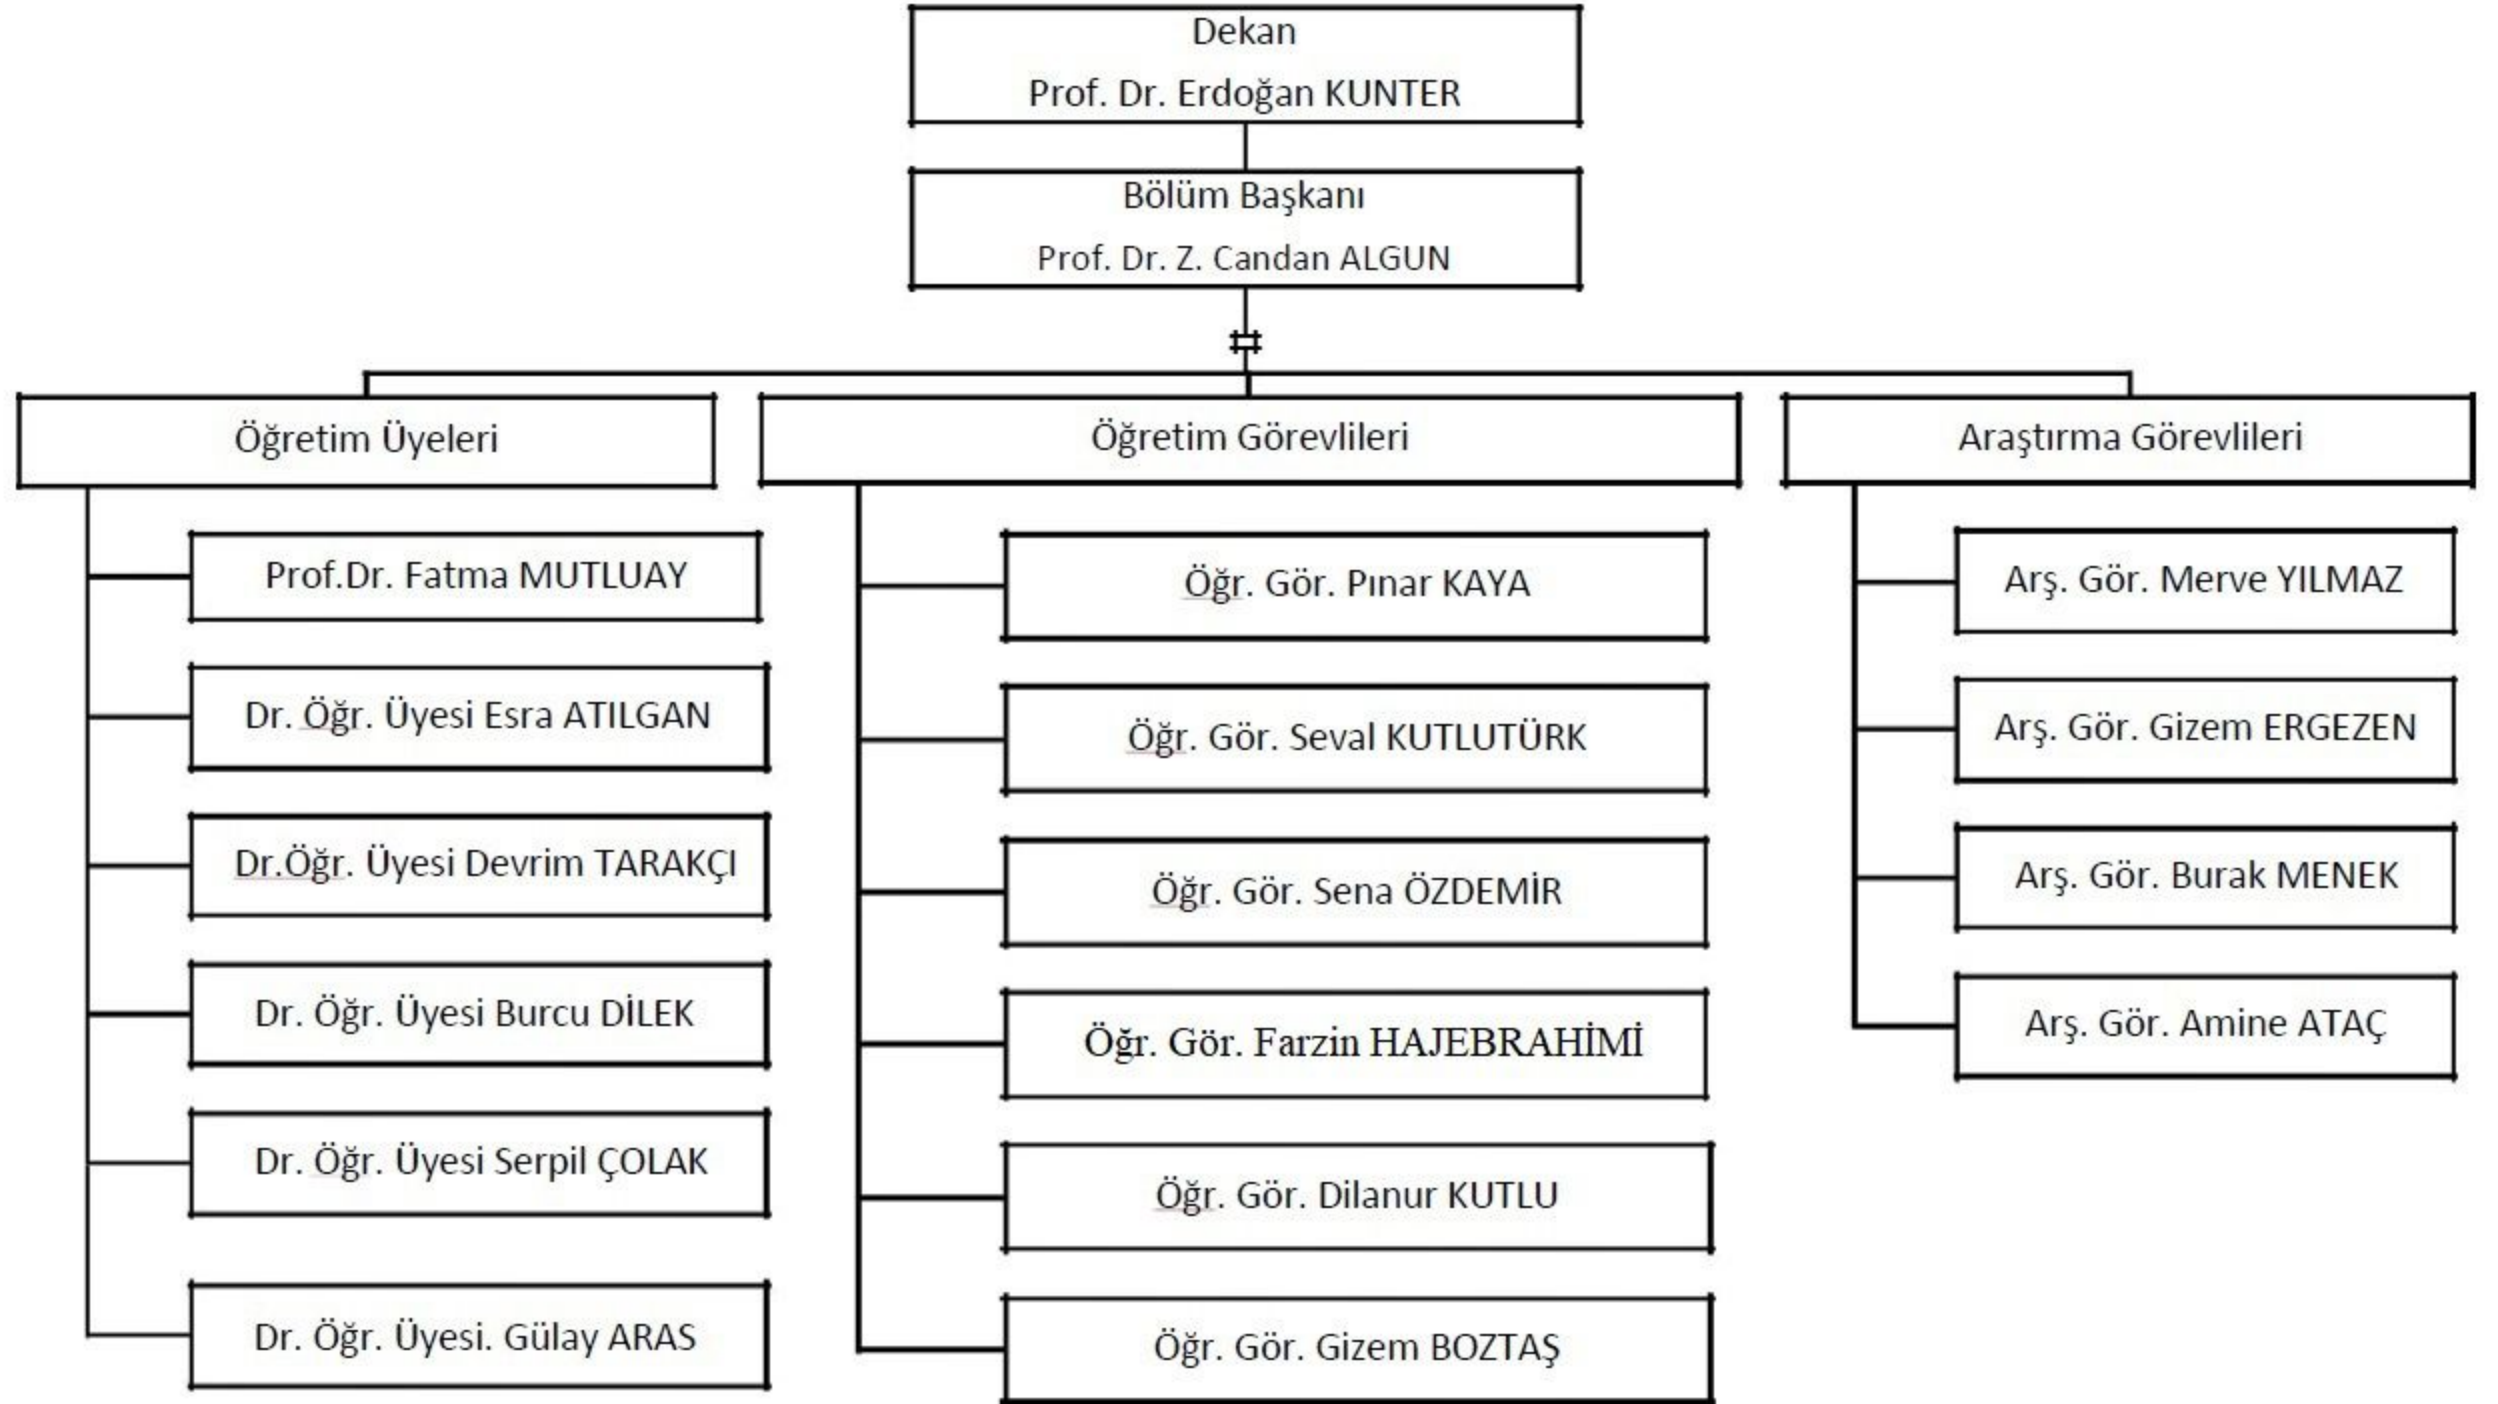 Dekan
Prof. Dr. Erdoğan KUNTER
Bölüm Başkanı
Prof. Dr. Z. Candan ALGUN
Öğretim Üyeleri
Prof.Dr. Fatma MUTLUAY
Dr. Öğr. Üyesi Esra ATILGAN
Dr.Öğr. Üyesi Devrim TARAKÇI
Dr. Öğr. Üyesi Burcu DİLEK
Dr. Öğr. Üyesi Serpil ÇOLAK
Dr. Öğr. Üyesi. Gülay ARAS
Öğretim Görevlileri
Öğr. Gör. Pınar KAYA
Öğr. Gör. Seval KUTLUTÜRK
Öğr. Gör. Sena ÖZDEMİR
Öğr. Gör. Farzin HAJEBRAHİMİ
Öğr. Gör. Dilanur KUTLU
Öğr. Gör. Gizem BOZTAŞ
Araştırma Görevlileri
Arş. Gör. Merve YILMAZ
Arş. Gör. Gizem ERGEZEN
Arş. Gör. Burak MENEK
Arş. Gör. Amine ATAÇ